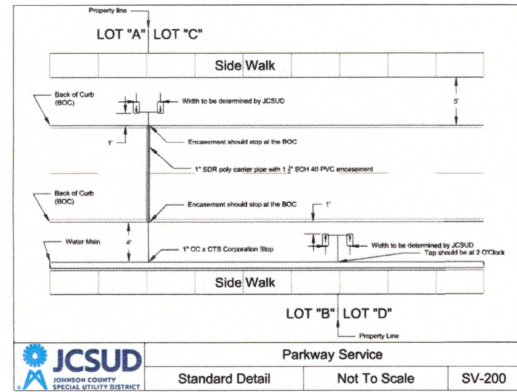 Property line
LOT "A" LOT "C"
Side Walk
Back of Curb
(BOC)
Width to be determined by JCSUD
5'
1'
Encasement should stop at the BOC
1" SDR poly carrier pipe with 1 ½" SCH 40 PVC encasement
Back of Curb
(BOC)
Encasement should stop at the BOC
1'
Water Main
4'
1" CC x CTS Corporation Stop
Width to be determined by JCSUD
Tap should be at 2 O'Clock
Side Walk
LOT "B" LOT "D"
Property Line
JCSUD
JOHNSON COUNTY
SPECIAL UTILITY DISTRICT
Parkway Service
Standard Detail
Not To Scale
SV-200